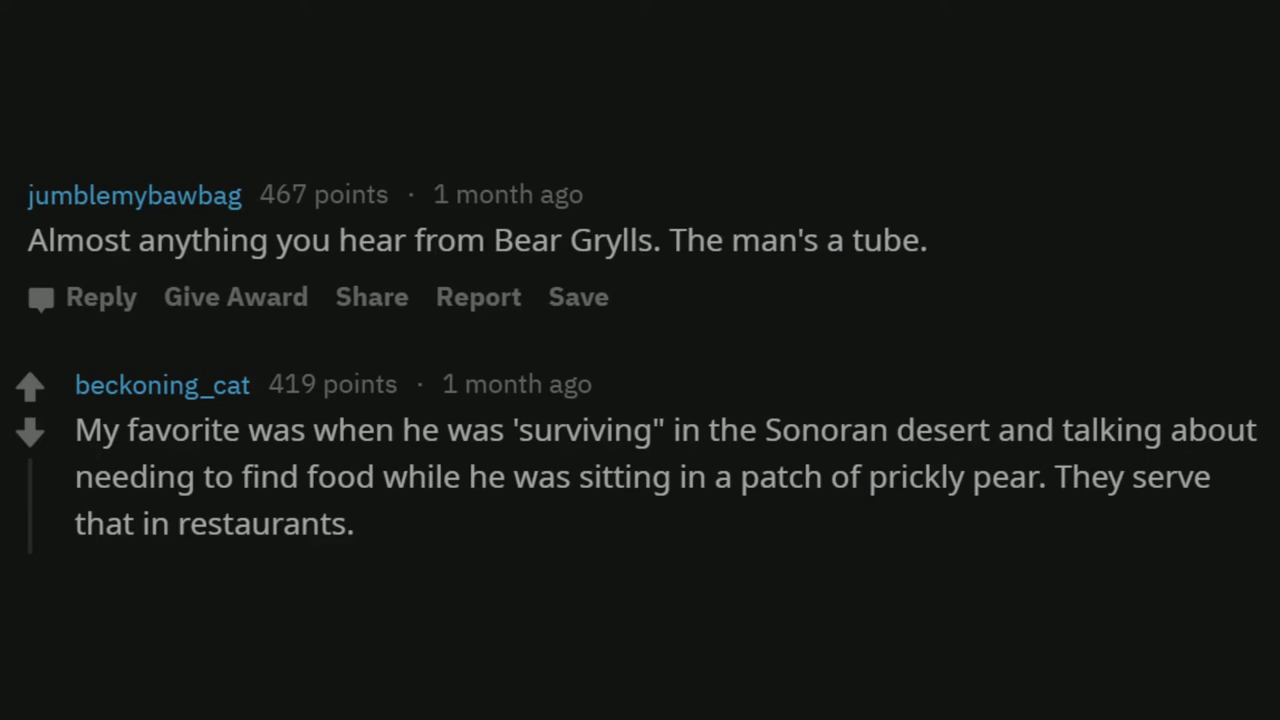 jumblemybawbag 467 points · 1 month ago
Almost anything you hear from Bear Grylls. The man's a tube.
Reply Give Award Share Report Save
beckoning_cat 419 points · 1 month ago
My favorite was when he was 'surviving" in the Sonoran desert and talking about
needing to find food while he was sitting in a patch of prickly pear. They serve
that in restaurants.